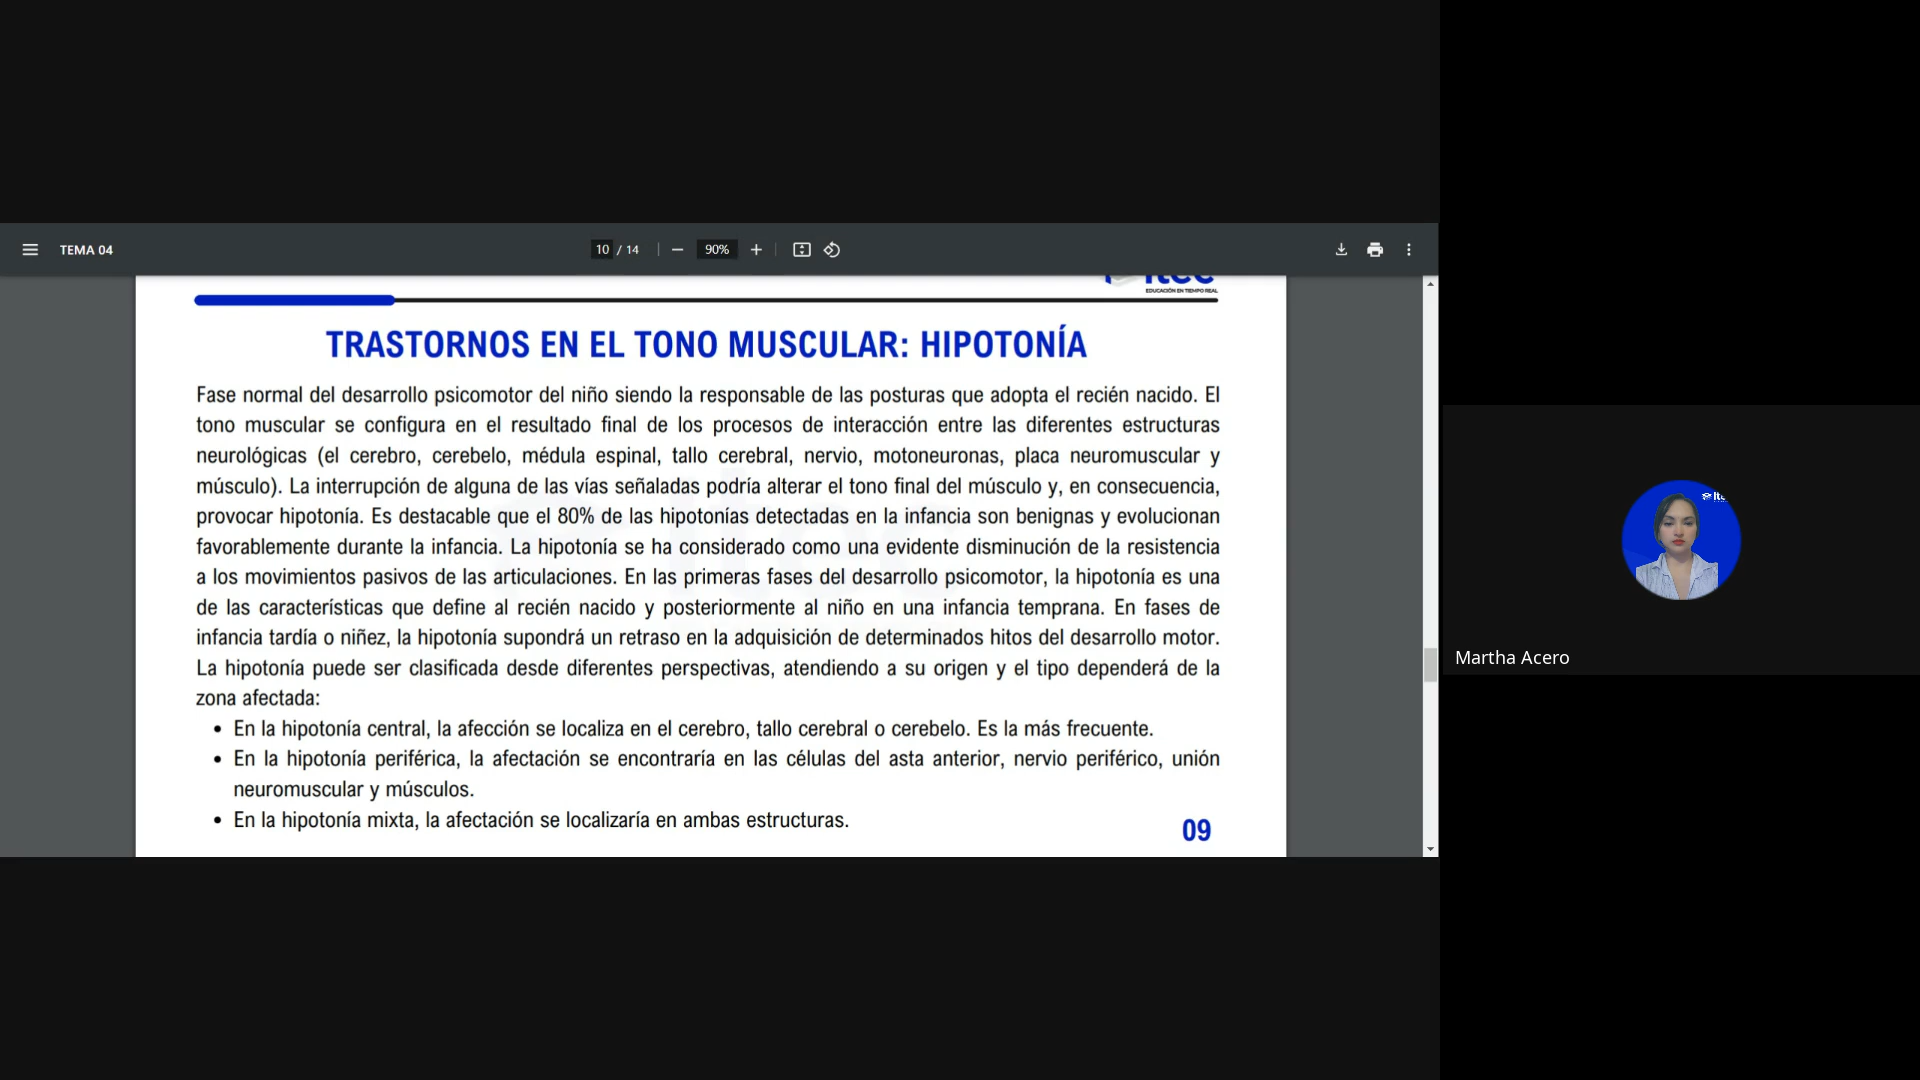 TEMA 04
10 / 14
90%
EDUCACIÓN EN TIEMPO REAL
TRASTORNOS EN EL TONO MUSCULAR: HIPOTONÍA
Fase normal del desarrollo psicomotor del niño siendo la responsable de las posturas que adopta el recién nacido. El
tono muscular se configura en el resultado final de los procesos de interacción entre las diferentes estructuras
neurológicas (el cerebro, cerebelo, médula espinal, tallo cerebral, nervio, motoneuronas, placa neuromuscular y
músculo). La interrupción de alguna de las vías señaladas podría alterar el tono final del músculo y, en consecuencia,
provocar hipotonía. Es destacable que el 80% de las hipotonías detectadas en la infancia son benignas y evolucionan
favorablemente durante la infancia. La hipotonía se ha considerado como una evidente disminución de la resistencia
a los movimientos pasivos de las articulaciones. En las primeras fases del desarrollo psicomotor, la hipotonía es una
de las características que define al recién nacido y posteriormente al niño en una infancia temprana. En fases de
infancia tardía o niñez, la hipotonía supondrá un retraso en la adquisición de determinados hitos del desarrollo motor.
La hipotonía puede ser clasificada desde diferentes perspectivas, atendiendo a su origen y el tipo dependerá de la
zona afectada:
• En la hipotonía central, la afección se localiza en el cerebro, tallo cerebral o cerebelo. Es la más frecuente.
• En la hipotonía periférica, la afectación se encontraría en las células del asta anterior, nervio periférico, unión
neuromuscular y músculos.
• En la hipotonía mixta, la afectación se localizaría en ambas estructuras.
09
Martha Acero